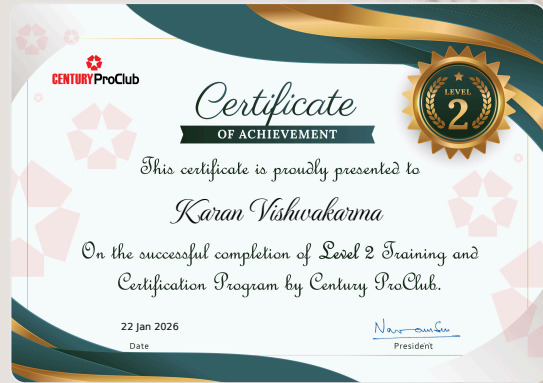 CENTURY ProClub
Certificate
OF ACHIEVEMENT
LEVEL
2
This certificate is proudly presented to
Karan Vishwakarma
On the successful completion of Level 2 Training and
Certification Program by Century ProClub.
22 Jan 2026
Date
President